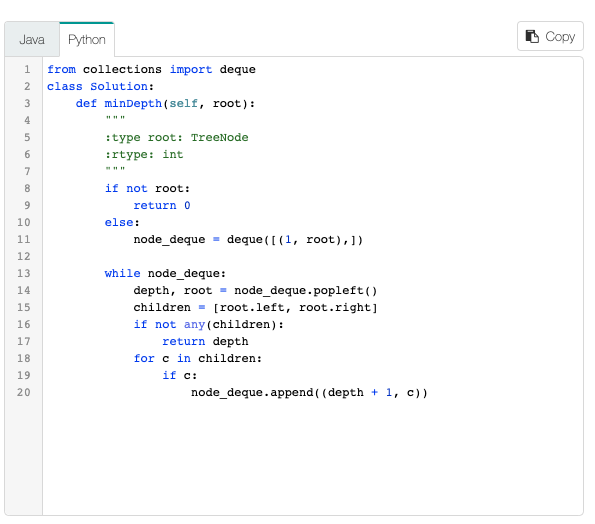 Java Python Copy
1 from collections import deque
2 class Solution:
3     def minDepth(self, root):
4         """
5         :type root: TreeNode
6         :rtype: int
7         """
8         if not root:
9             return 0
10         else:
11             node_deque = deque([(1, root),])
12
13         while node_deque:
14             depth, root = node_deque.popleft()
15             children = [root.left, root.right]
16             if not any(children):
17                 return depth
18             for c in children:
19                 if c:
20                     node_deque.append((depth + 1, c))